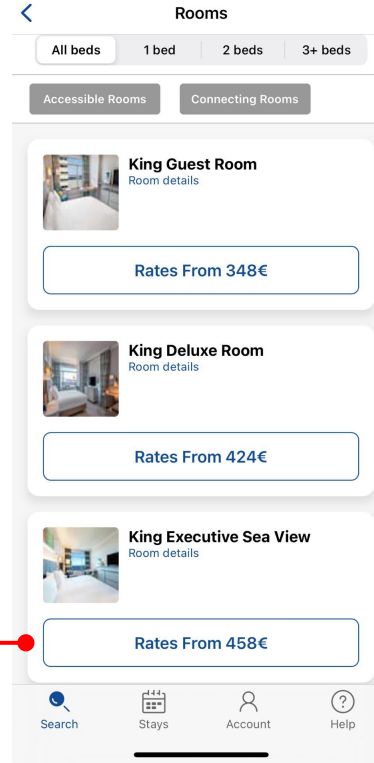 Rooms
All beds
1 bed
2 beds
3+ beds
Accessible Rooms
Connecting Rooms
King Guest Room
Room details
Rates From 348€
King Deluxe Room
Room details
Rates From 424€
King Executive Sea View
Room details
Rates From 458€
Search
Stays
Account
Help